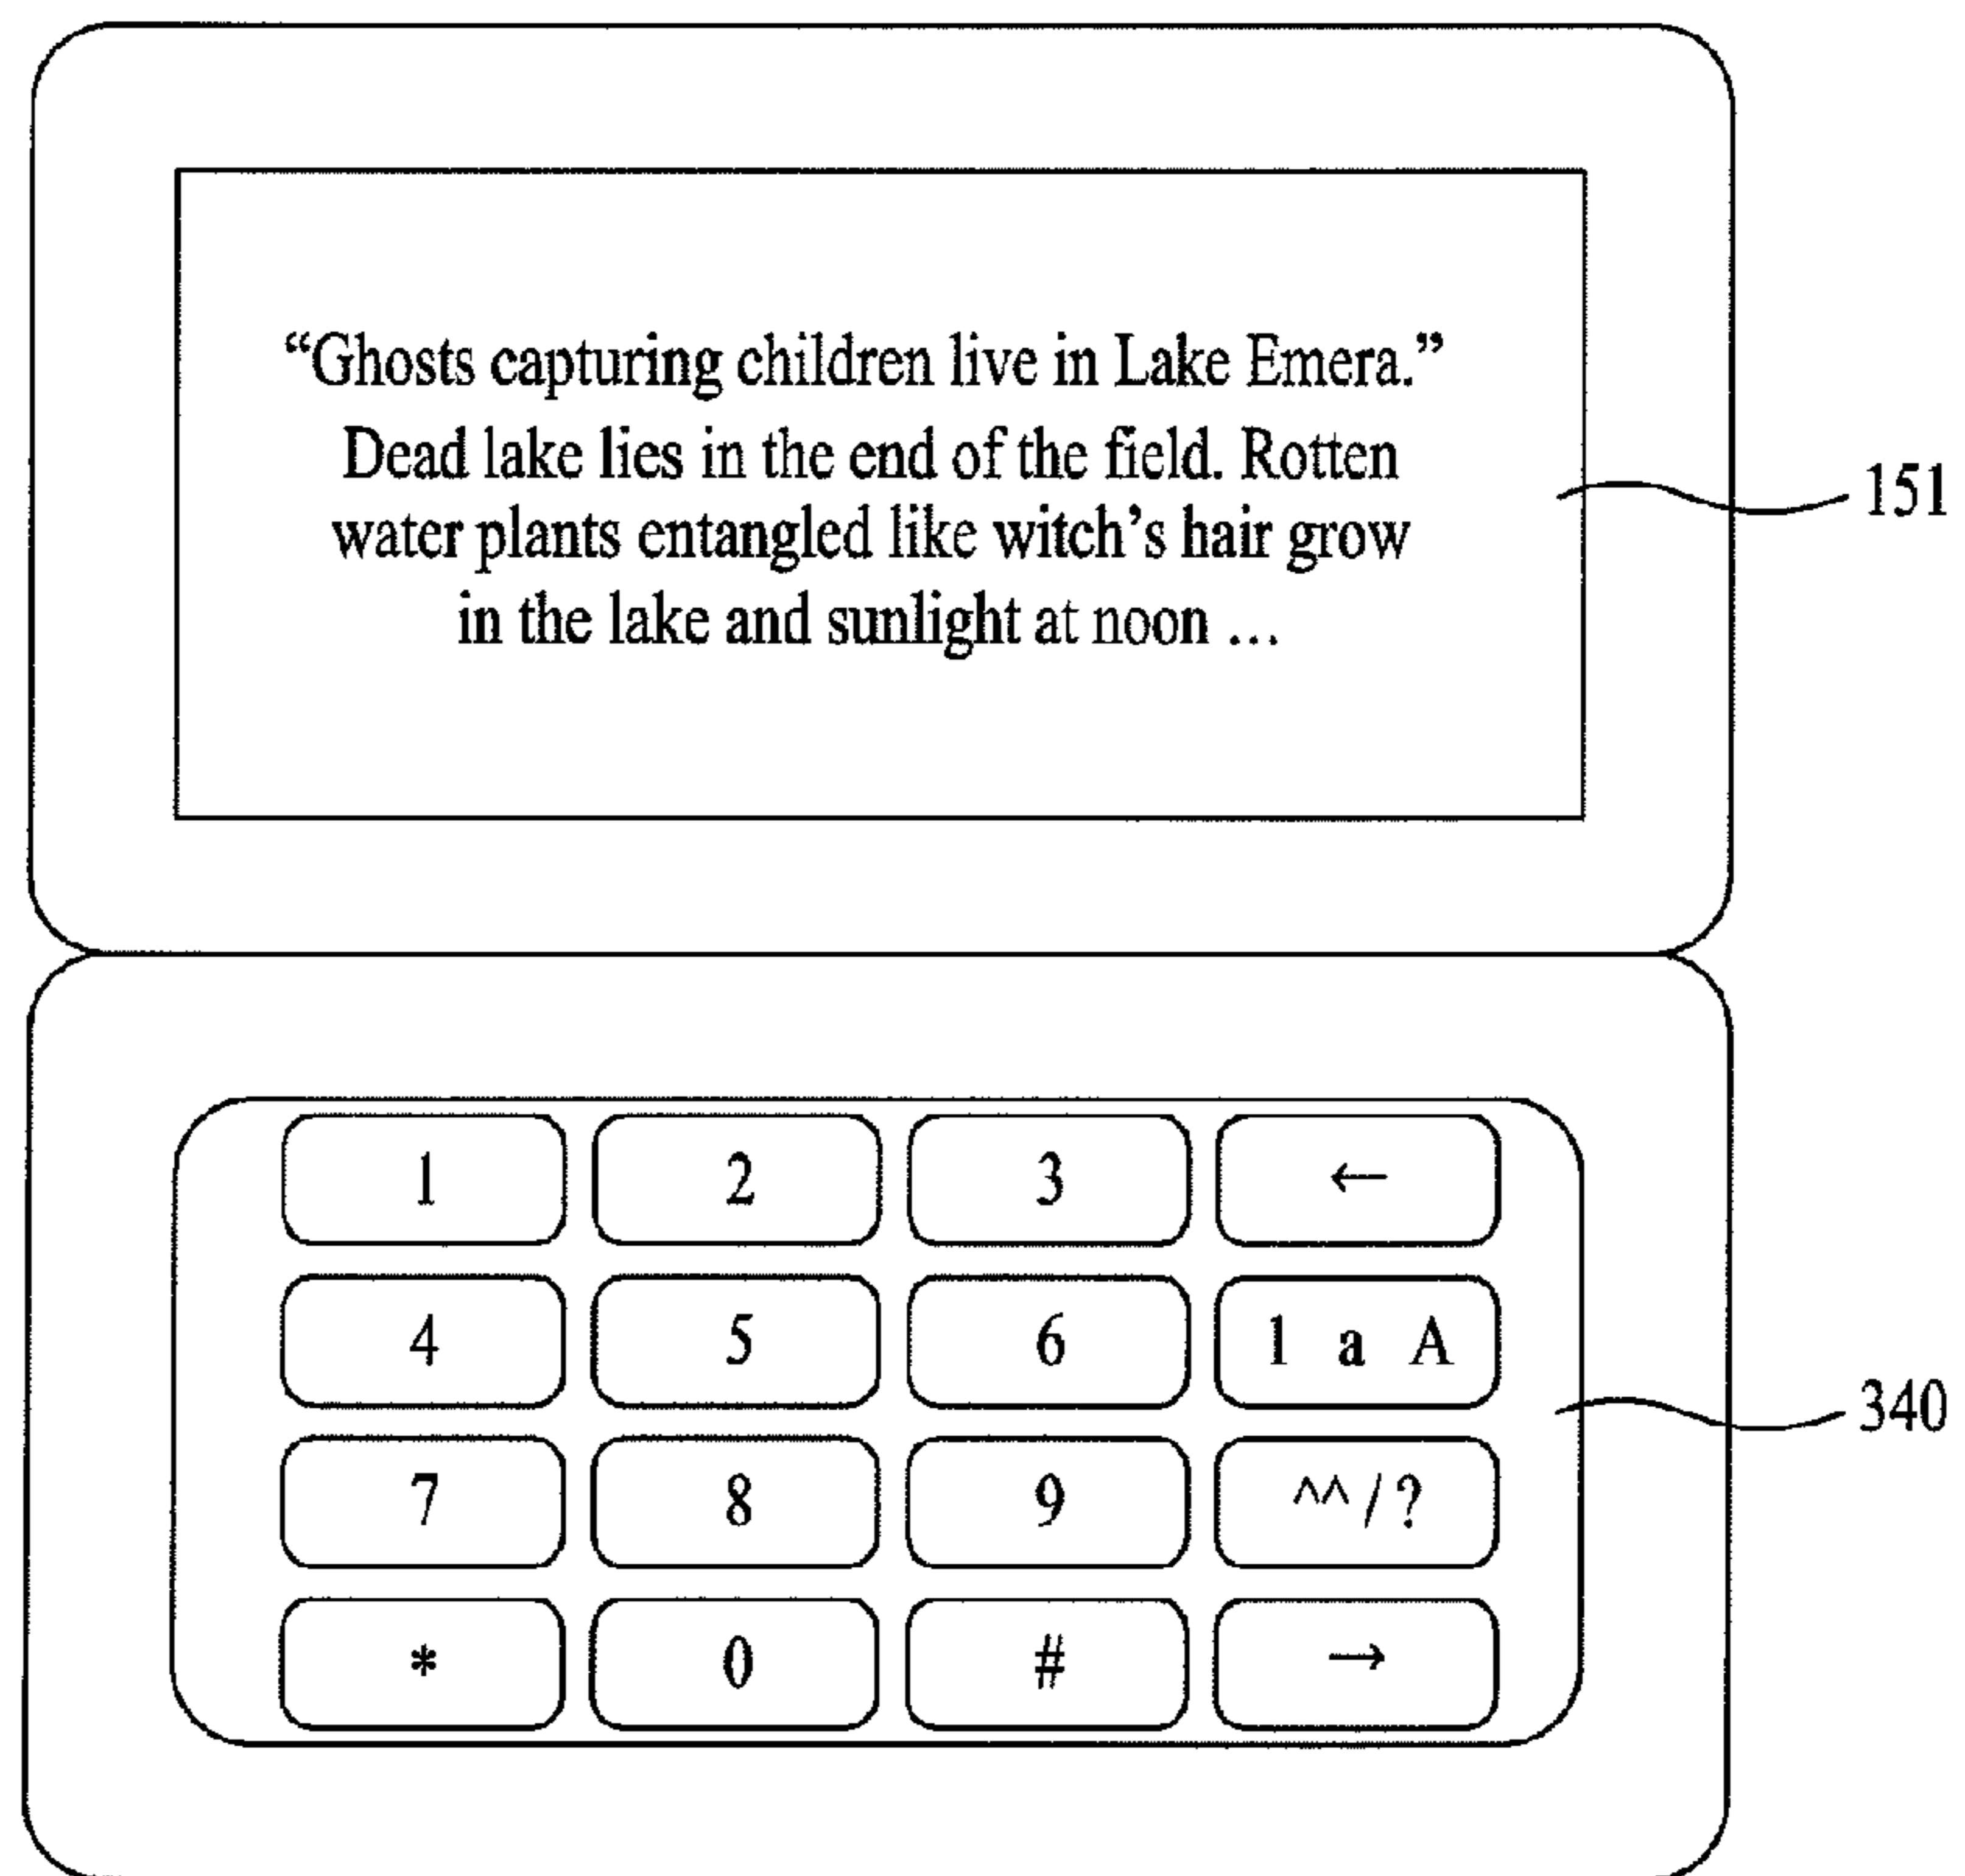 “Ghosts capturing children live in Lake Emera.”
Dead lake lies in the end of the field. Rotten
water plants entangled like witch’s hair grow
in the lake and sunlight at noon ...
151
1 2 3 ←
4 5 6 1 a A
340
7 8 9 ^^/?
* 0 # →